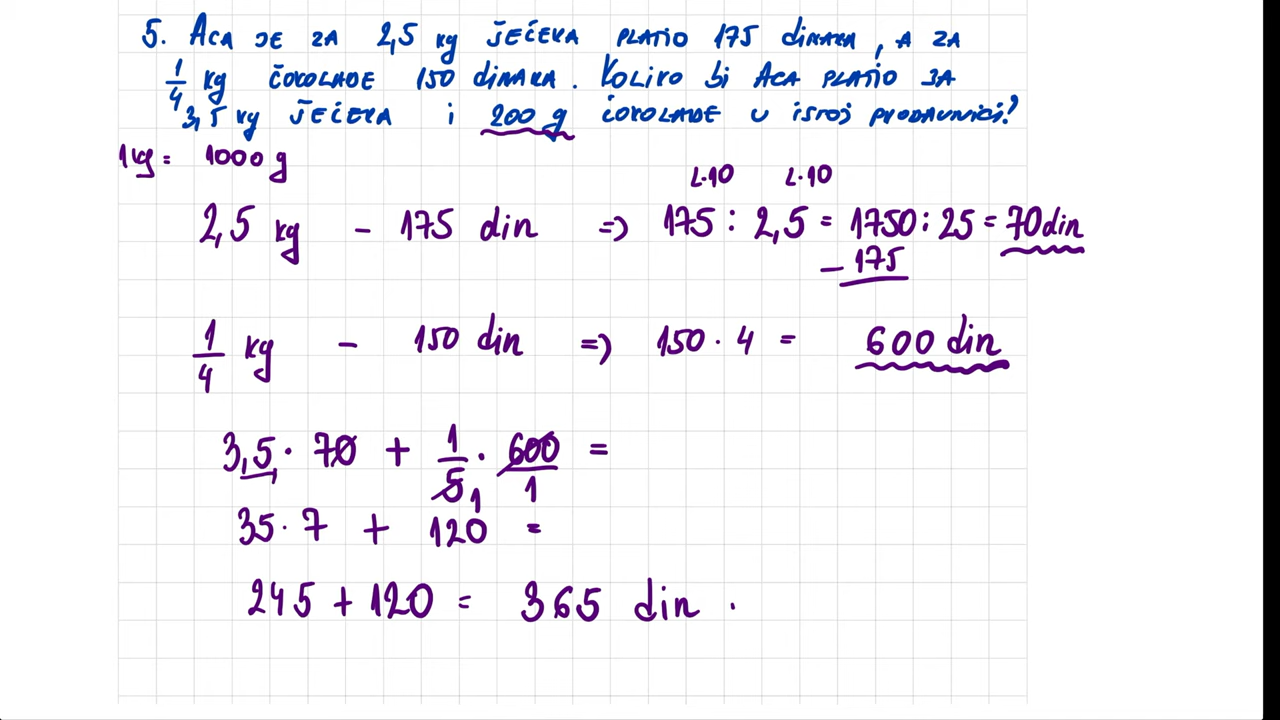 5. ACA JE ZA 2,5 kg ŠEĆERA PLATIO 175 DINARA, A ZA
1/4 kg ČOKOLADE 150 DINARA. KOLIKO BI ACA PLATIO ZA
3,5 kg ŠEĆERA I 200 g ČOKOLADE U ISTOJ PRODAVNICI?
1kg = 1000 g
L·10 L·10
2,5 kg - 175 din => 175 : 2,5 = 1750 : 25 = 70 din
- 175
1/4 kg - 150 din => 150 · 4 = 600 din
3,5 · 70 + 1/5 · 600/1 =
1
35 · 7 + 120 =
245 + 120 = 365 din .